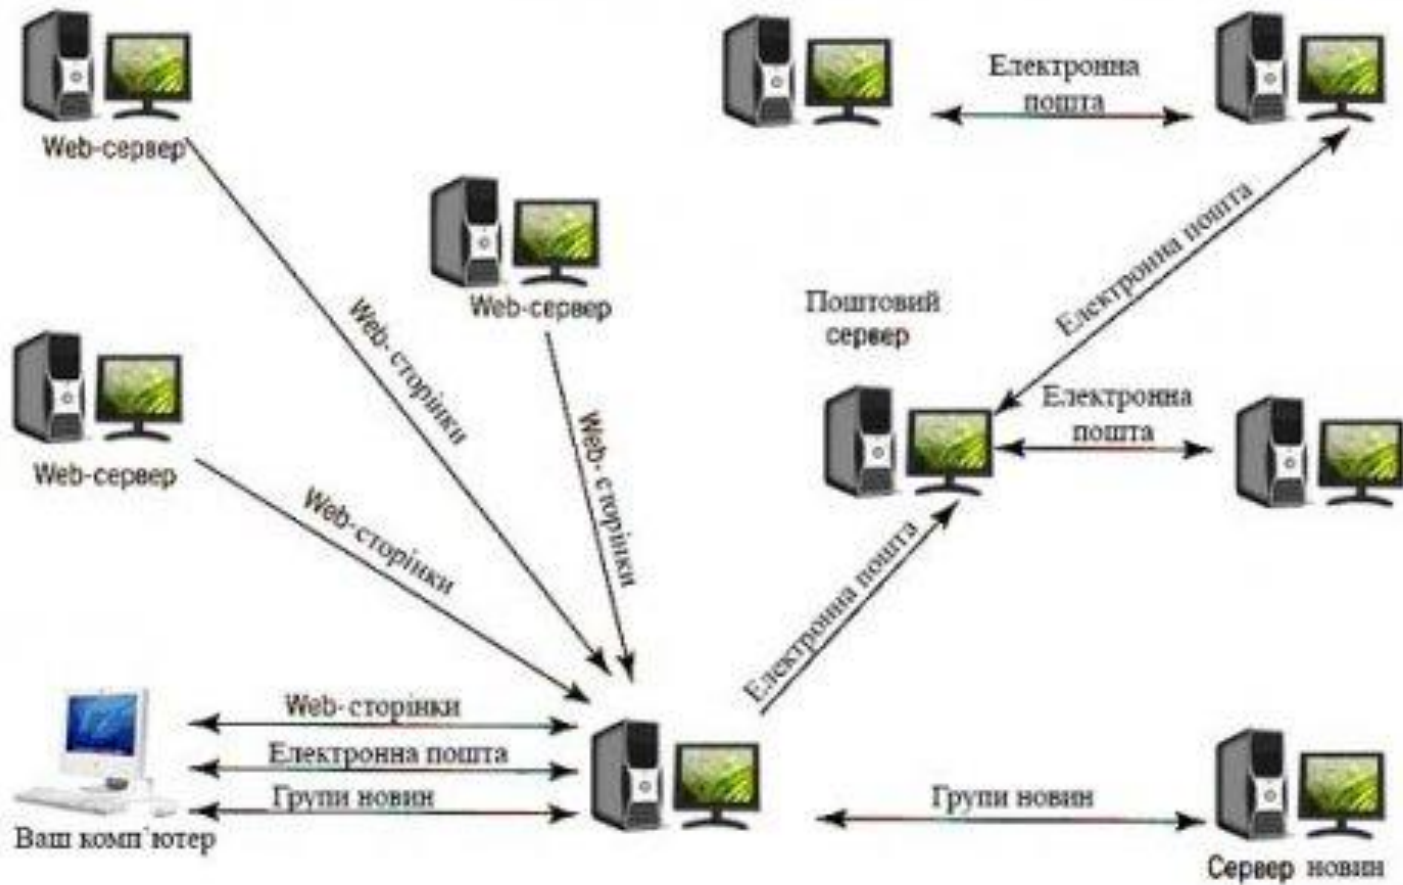 Електронна
пошта
Web-сервер
Електронна пошта
Web-сервер
Поштовий
сервер
Web-сторінки
Електронна
пошта
Web-сторінки
Web-сервер
Web-сторінки
Електронна пошта
Web-сторінки
Електронна пошта
Групи новин
Групи новин
Ваш комп`ютер
Сервер новин